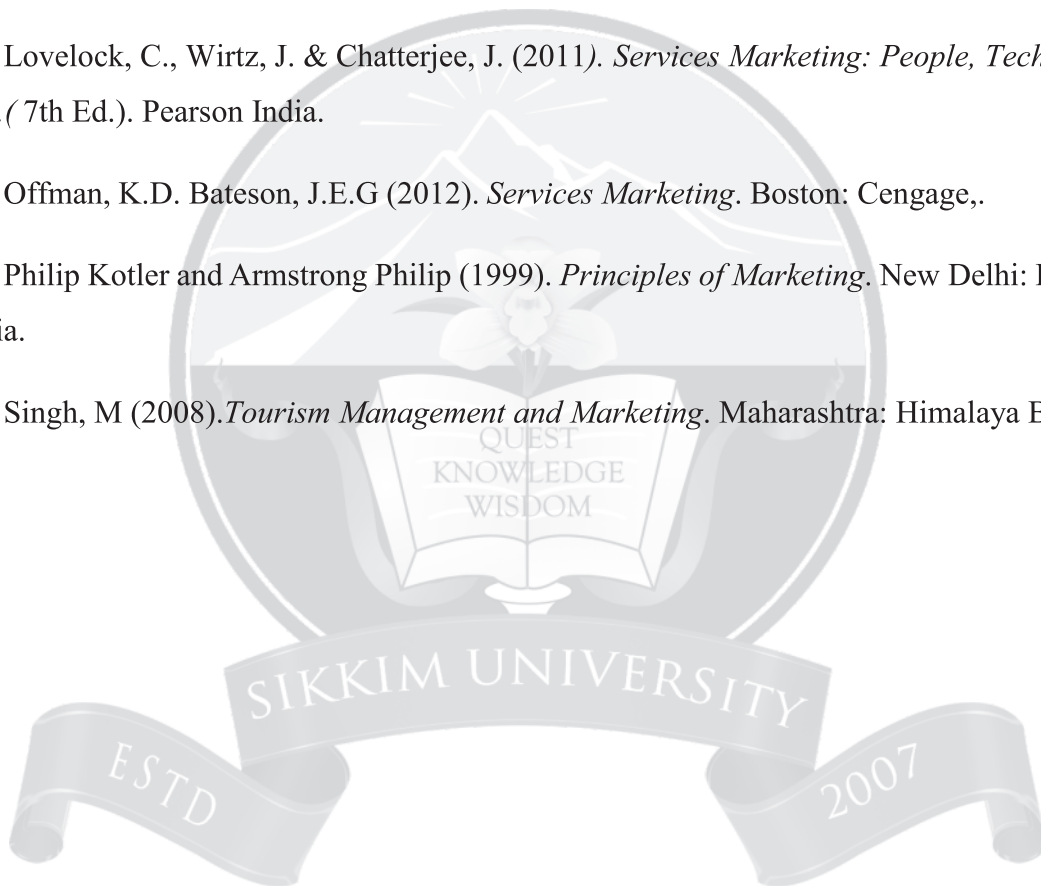 Lovelock, C., Wirtz, J. & Chatterjee, J. (2011). Services Marketing: People, Tech
( 7th Ed.). Pearson India.
Offman, K.D. Bateson, J.E.G (2012). Services Marketing. Boston: Cengage,.
Philip Kotler and Armstrong Philip (1999). Principles of Marketing. New Delhi:
ia.
Singh, M (2008).Tourism Management and Marketing. Maharashtra: Himalaya
QUEST
KNOWLEDGE
WISDOM
SIKKIM UNIVERSITY
ESTD
2007